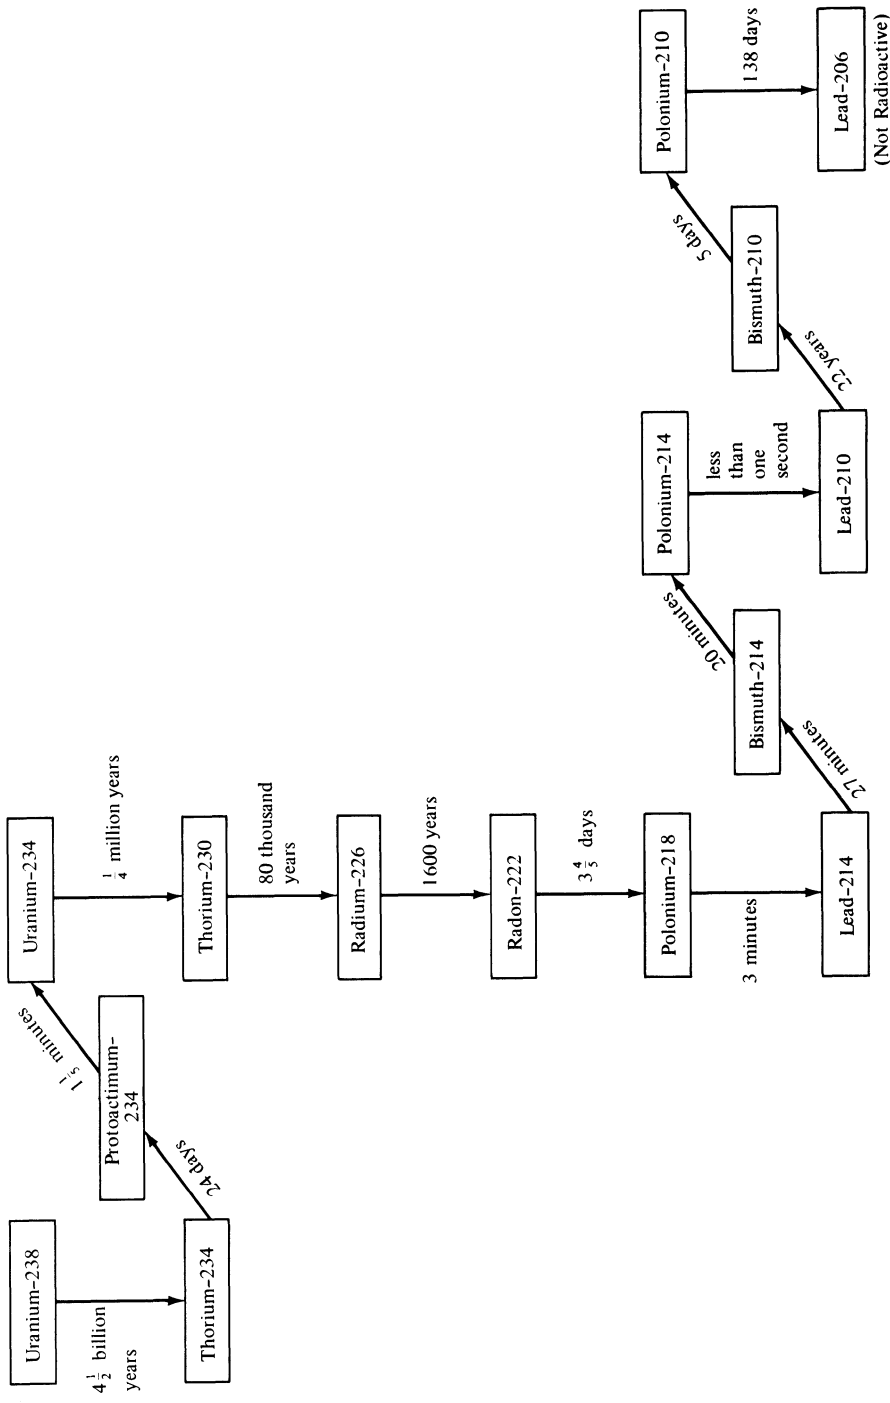 Uranium-238
4 1/2 billion
years
Thorium-234
24 days
Protoactimum-
234
1 1/5 minutes
Uranium-234
1/4 million years
Thorium-230
80 thousand
years
Radium-226
1600 years
Radon-222
3 4/5 days
Polonium-218
3 minutes
Lead-214
27 minutes
Bismuth-214
20 minutes
Polonium-214
less
than
one
second
Lead-210
22 years
Bismuth-210
5 days
Polonium-210
138 days
Lead-206
(Not Radioactive)